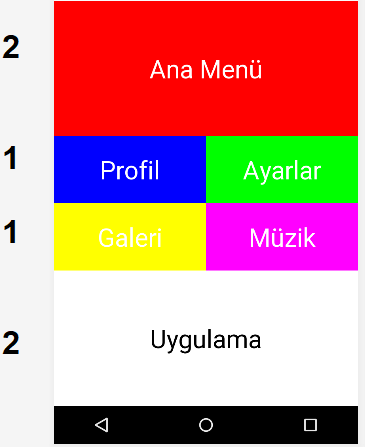 2
Ana Menü
1
Profil
Ayarlar
1
Galeri
Müzik
2
Uygulama